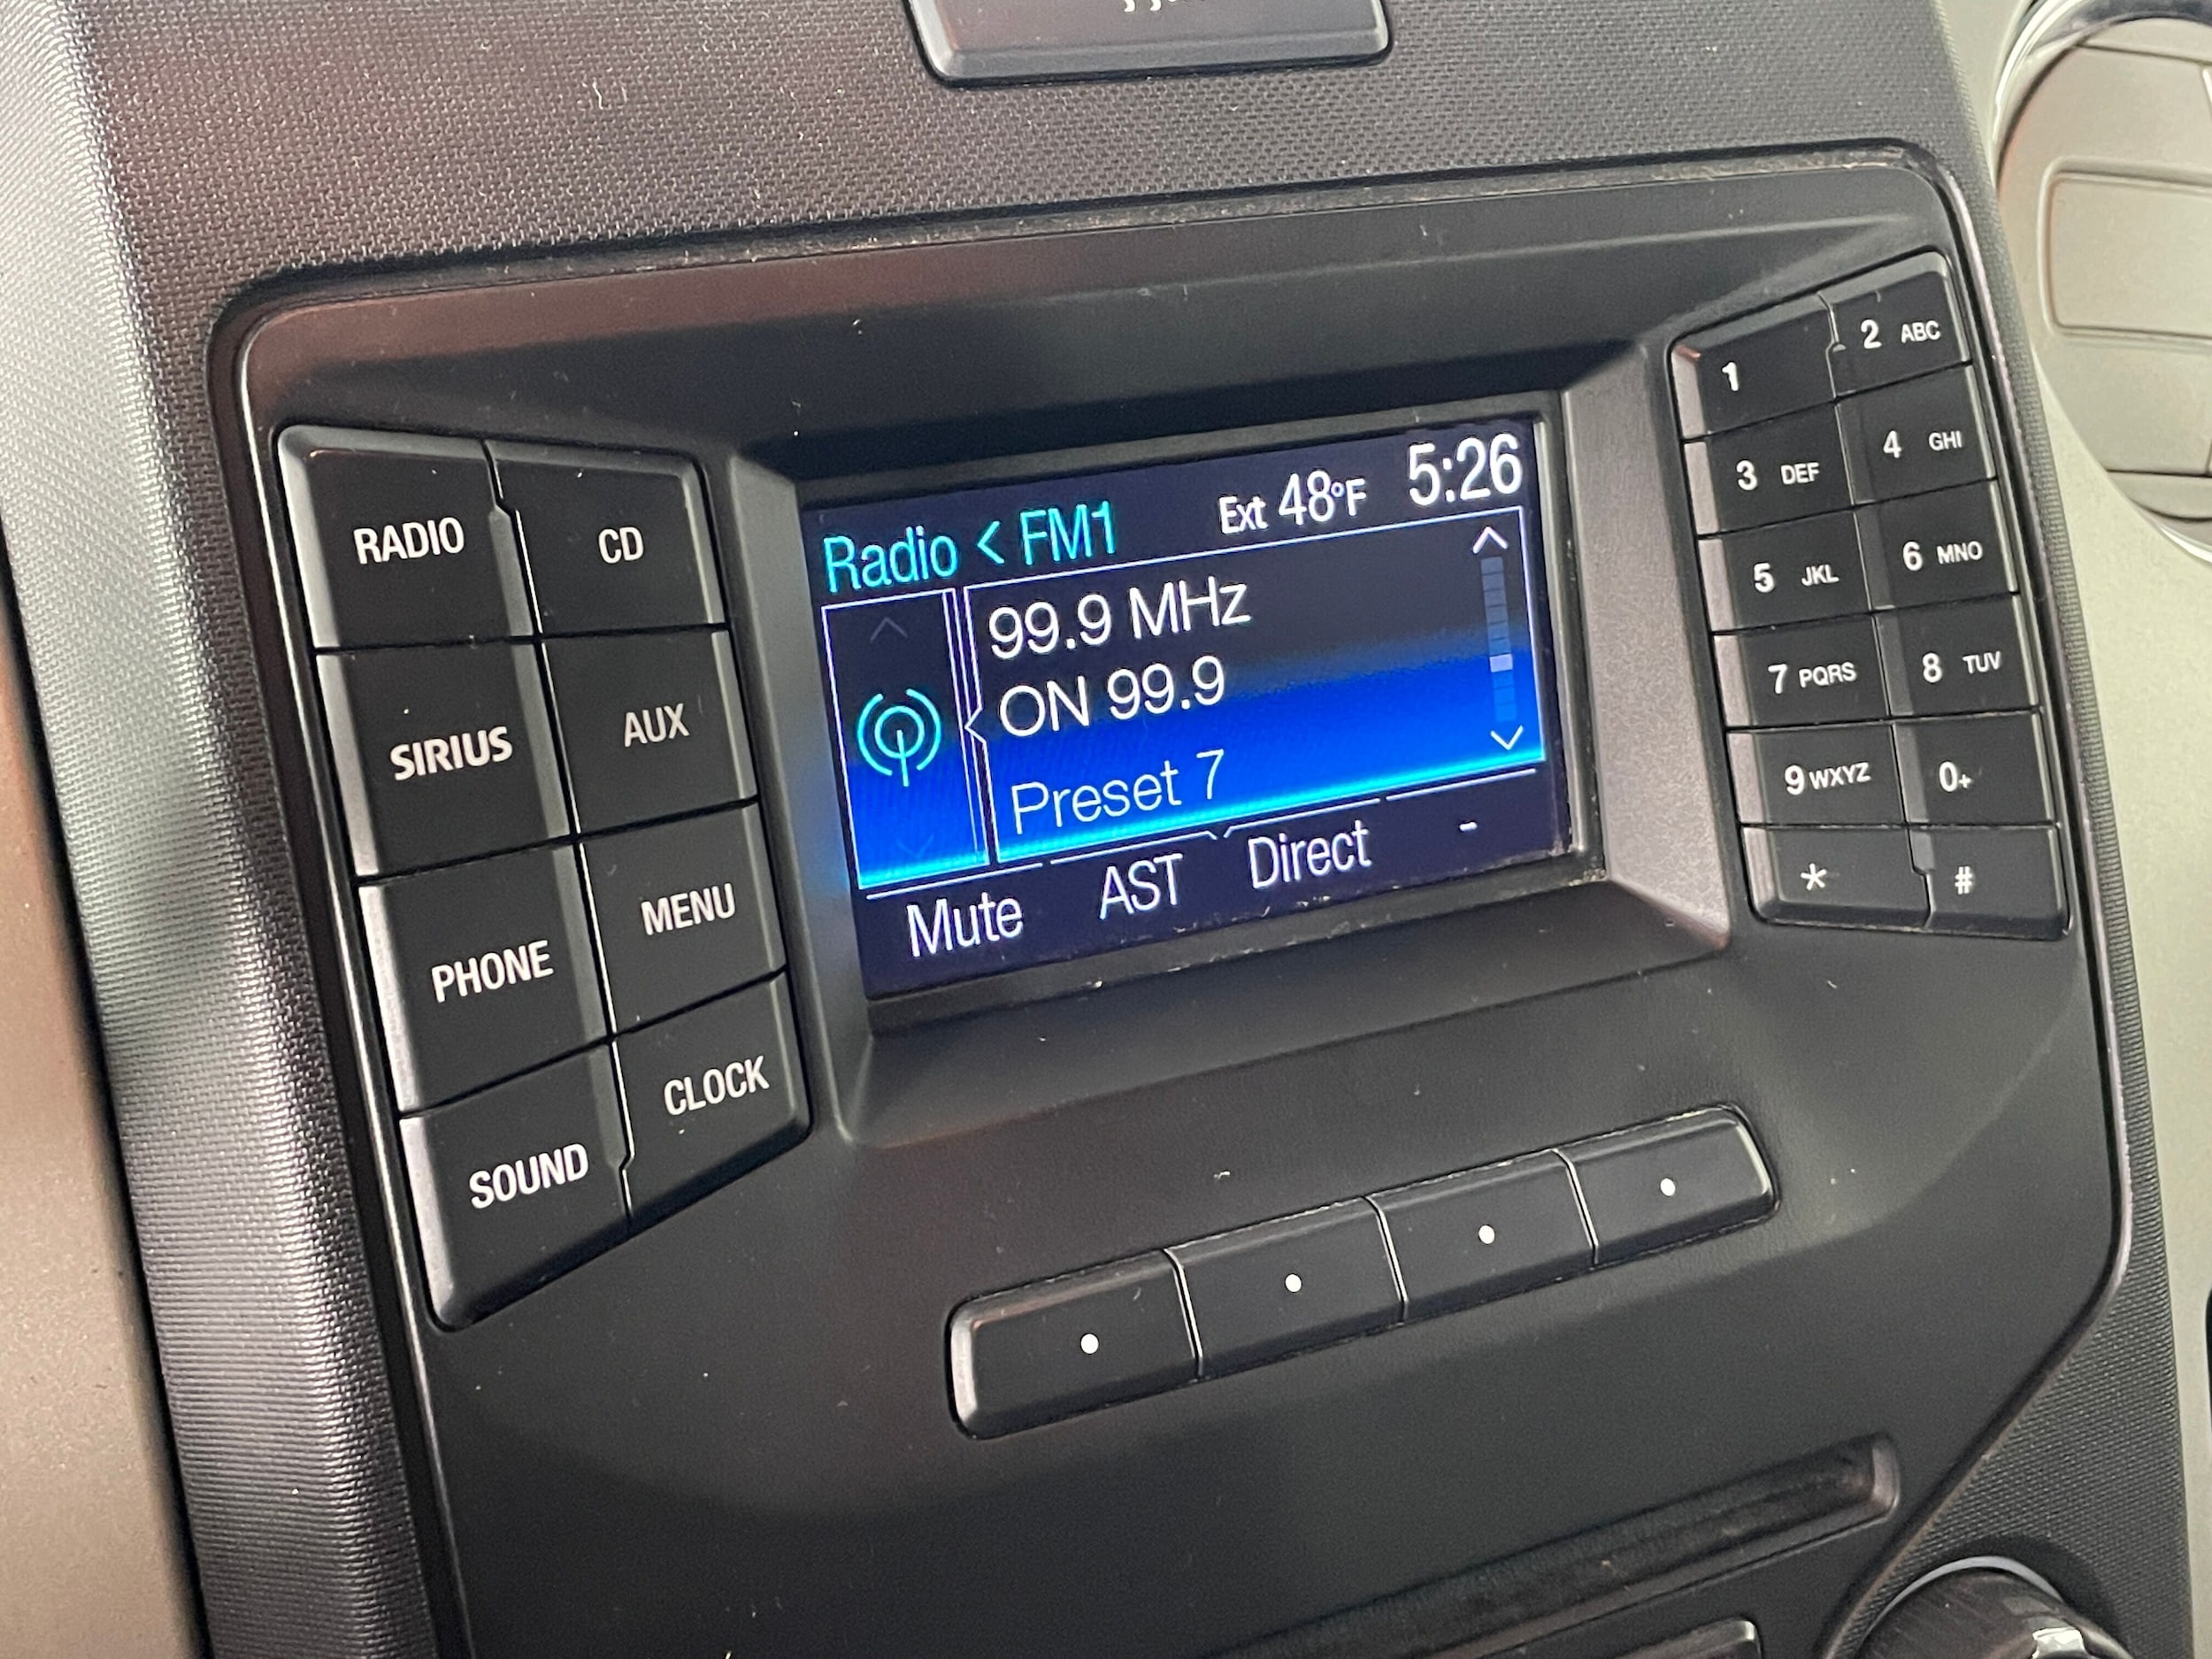 Radio < FM1 Ext 48°F 5:26
99.9 MHz
ON 99.9
Preset 7
Mute AST Direct -
RADIO CD
SIRIUS AUX
PHONE MENU
SOUND CLOCK
1 2 ABC
3 DEF 4 GHI
5 JKL 6 MNO
7 PQRS 8 TUV
9 WXYZ 0+
* #